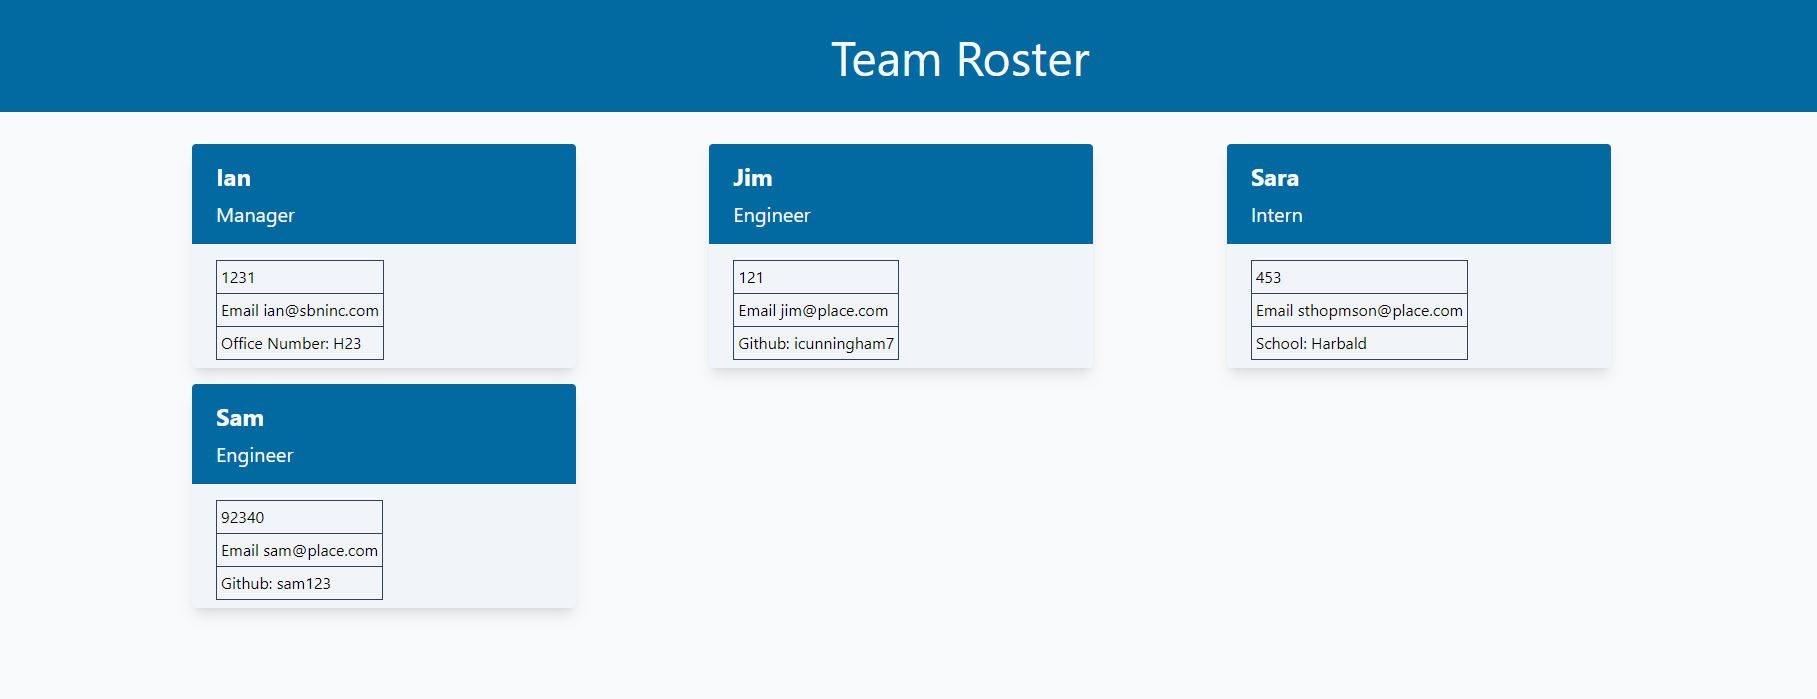 Team Roster
Ian
Manager
1231
Email ian@sbninc.com
Office Number: H23
Jim
Engineer
121
Email jim@place.com
Github: icunningham7
Sara
Intern
453
Email sthopmson@place.com
School: Harbald
Sam
Engineer
92340
Email sam@place.com
Github: sam123